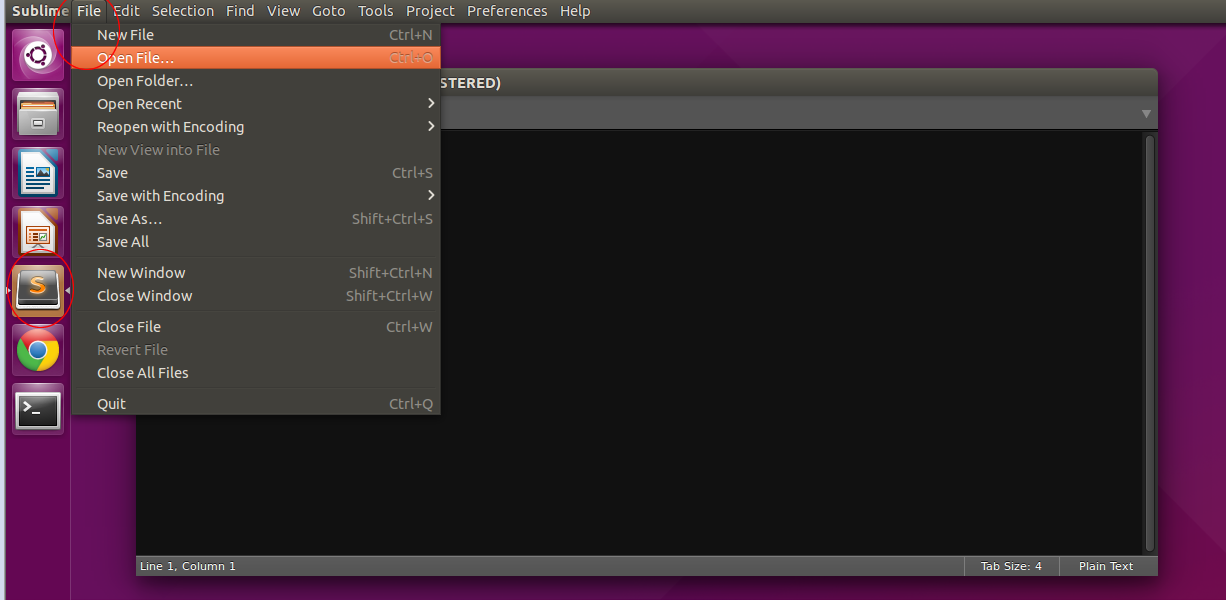 Sublime File Edit Selection Find View Goto Tools Project Preferences Help
New File Ctrl+N
Open File... Ctrl+O
Open Folder...
Open Recent
Reopen with Encoding
New View into File
Save Ctrl+S
Save with Encoding
Save As... Shift+Ctrl+S
Save All
New Window Shift+Ctrl+N
Close Window Shift+Ctrl+W
Close File Ctrl+W
Revert File
Close All Files
Quit Ctrl+Q
STERED)
S
>_
Line 1, Column 1 Tab Size: 4 Plain Text